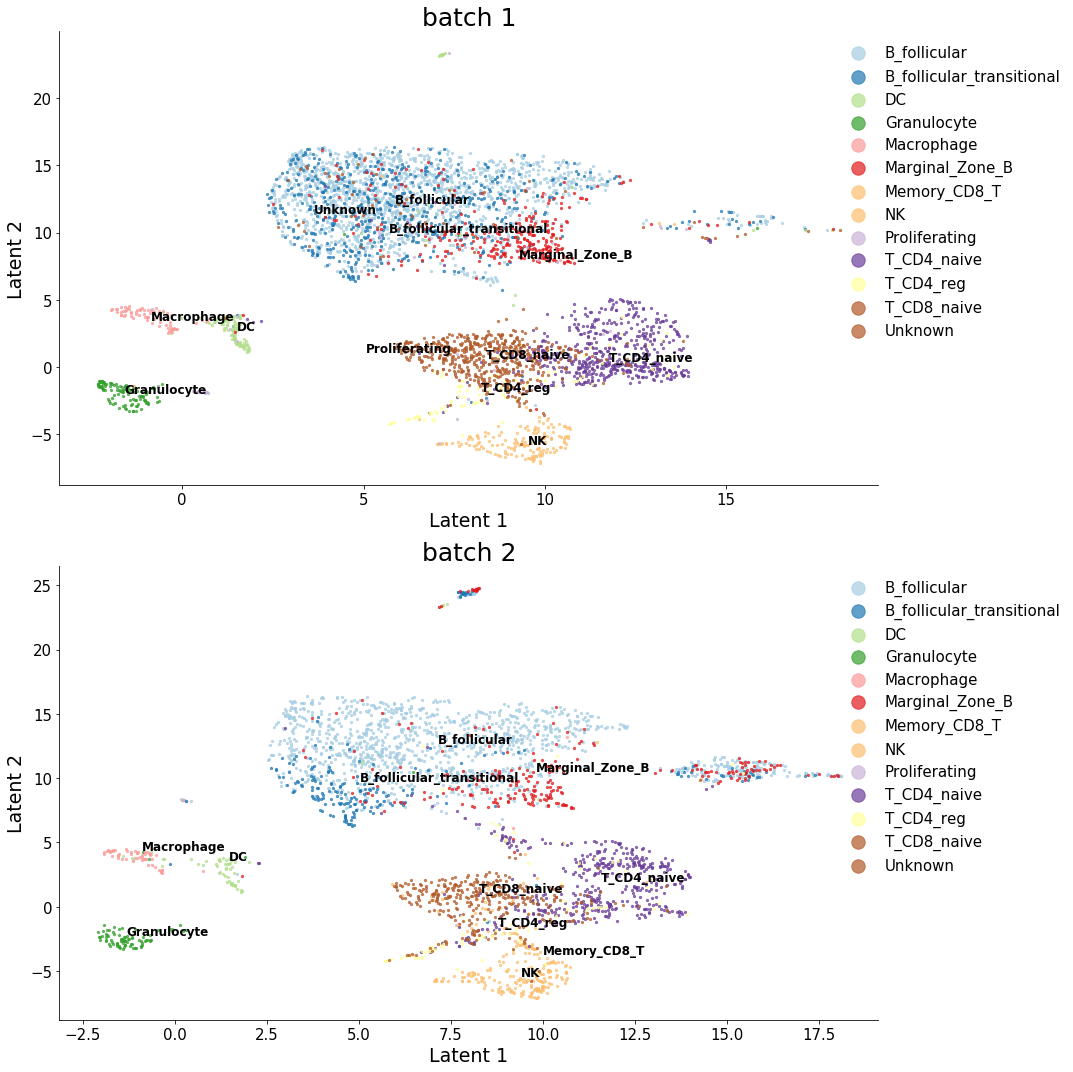 batch 1
Latent 2
20
15
10
5
0
−5
B_follicular
Unknown
B_follicular_transitional
Marginal_Zone_B
Macrophage
DC
Proliferating
T_CD8_naive
T_CD4_naive
T_CD4_reg
Granulocyte
NK
0
5
10
15
Latent 1
B_follicular
B_follicular_transitional
DC
Granulocyte
Macrophage
Marginal_Zone_B
Memory_CD8_T
NK
Proliferating
T_CD4_naive
T_CD4_reg
T_CD8_naive
Unknown
batch 2
Latent 2
25
20
15
10
5
0
−5
B_follicular
Marginal_Zone_B
B_follicular_transitional
Macrophage
DC
T_CD4_naive
T_CD8_naive
T_CD4_reg
Granulocyte
Memory_CD8_T
NK
−2.5
0.0
2.5
5.0
7.5
10.0
12.5
15.0
17.5
Latent 1
B_follicular
B_follicular_transitional
DC
Granulocyte
Macrophage
Marginal_Zone_B
Memory_CD8_T
NK
Proliferating
T_CD4_naive
T_CD4_reg
T_CD8_naive
Unknown